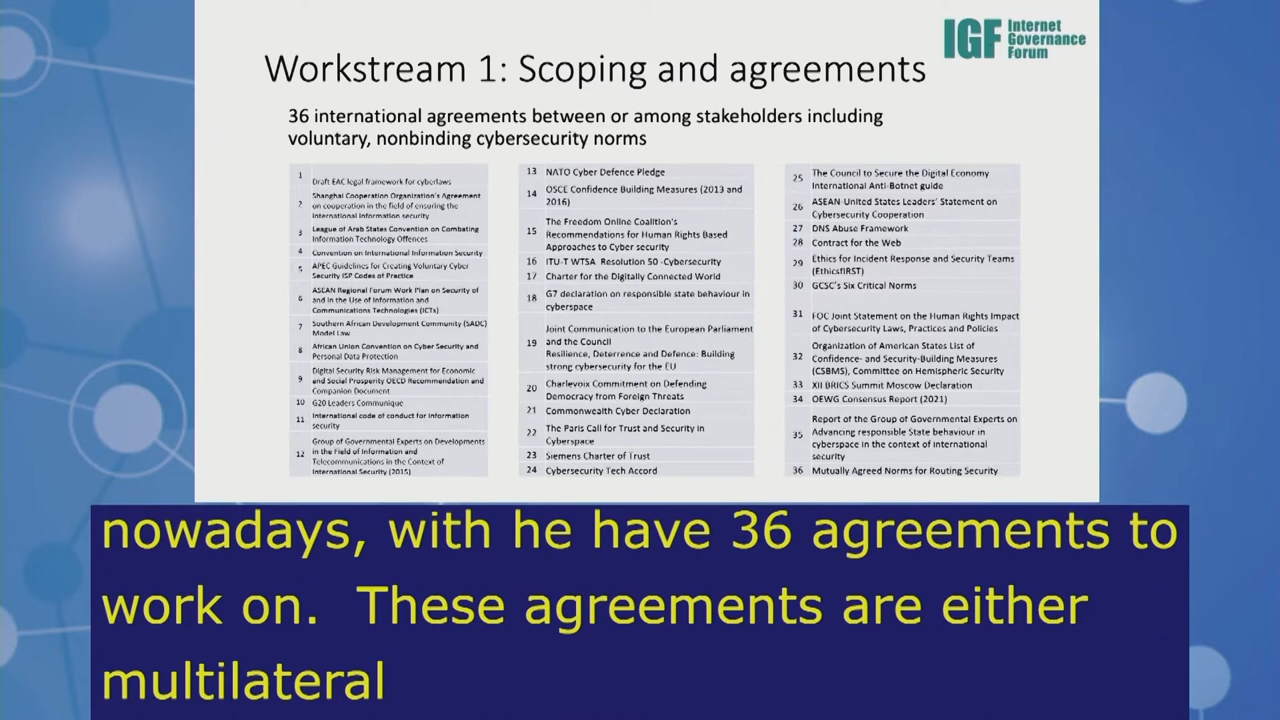 IGF Internet
Governance
Forum
Workstream 1: Scoping and agreements
36 international agreements between or among stakeholders including
voluntary, nonbinding cybersecurity norms
1 Draft EAC legal framework for cyberlaws
2 Shanghai Cooperation Organization's Agreement
on cooperation in the field of ensuring the
International Information security
3 League of Arab States Convention on Combating
Information Technology Offences
4 Convention on International Information Security
5 APEC Guidelines for Creating Voluntary Cyber
Security ISP Codes of Practice
6 ASEAN Regional Forum Work Plan on Security of
and in the Use of Information and
Communications Technologies (ICTs)
7 Southern African Development Community (SADC)
Model Law
8 African Union Convention on Cyber Security and
Personal Data Protection
9 Digital Security Risk Management for Economic
and Social Prosperity OECD Recommendation and
Companion Document
10 G20 Leaders Communique
11 International code of conduct for information
security
12 Group of Governmental Experts on Developments
in the Field of Information and
Telecommunications in the Context of
International Security (2015)
13 NATO Cyber Defence Pledge
14 OSCE Confidence Building Measures (2013 and
2016)
15 The Freedom Online Coalition's
Recommendations for Human Rights Based
Approaches to Cyber security
16 ITU-T WTSA Resolution 50 -Cybersecurity
17 Charter for the Digitally Connected World
18 G7 declaration on responsible state behaviour in
cyberspace
19 Joint Communication to the European Parliament
and the Council
Resilience, Deterrence and Defence: Building
strong cybersecurity for the EU
20 Charlevoix Commitment on Defending
Democracy from Foreign Threats
21 Commonwealth Cyber Declaration
22 The Paris Call for Trust and Security in
Cyberspace
23 Siemens Charter of Trust
24 Cybersecurity Tech Accord
25 The Council to Secure the Digital Economy
International Anti-Botnet guide
26 ASEAN-United States Leaders' Statement on
Cybersecurity Cooperation
27 DNS Abuse Framework
28 Contract for the Web
29 Ethics for Incident Response and Security Teams
(EthicsfIRST)
30 GCSC's Six Critical Norms
31 FOC Joint Statement on the Human Rights Impact
of Cybersecurity Laws, Practices and Policies
32 Organization of American States List of
Confidence- and Security-Building Measures
(CSBMS), Committee on Hemispheric Security
33 XII BRICS Summit Moscow Declaration
34 OEWG Consensus Report (2021)
35 Report of the Group of Governmental Experts on
Advancing responsible State behaviour in
cyberspace in the context of international
security
36 Mutually Agreed Norms for Routing Security
nowadays, with he have 36 agreements to
work on. These agreements are either
multilateral